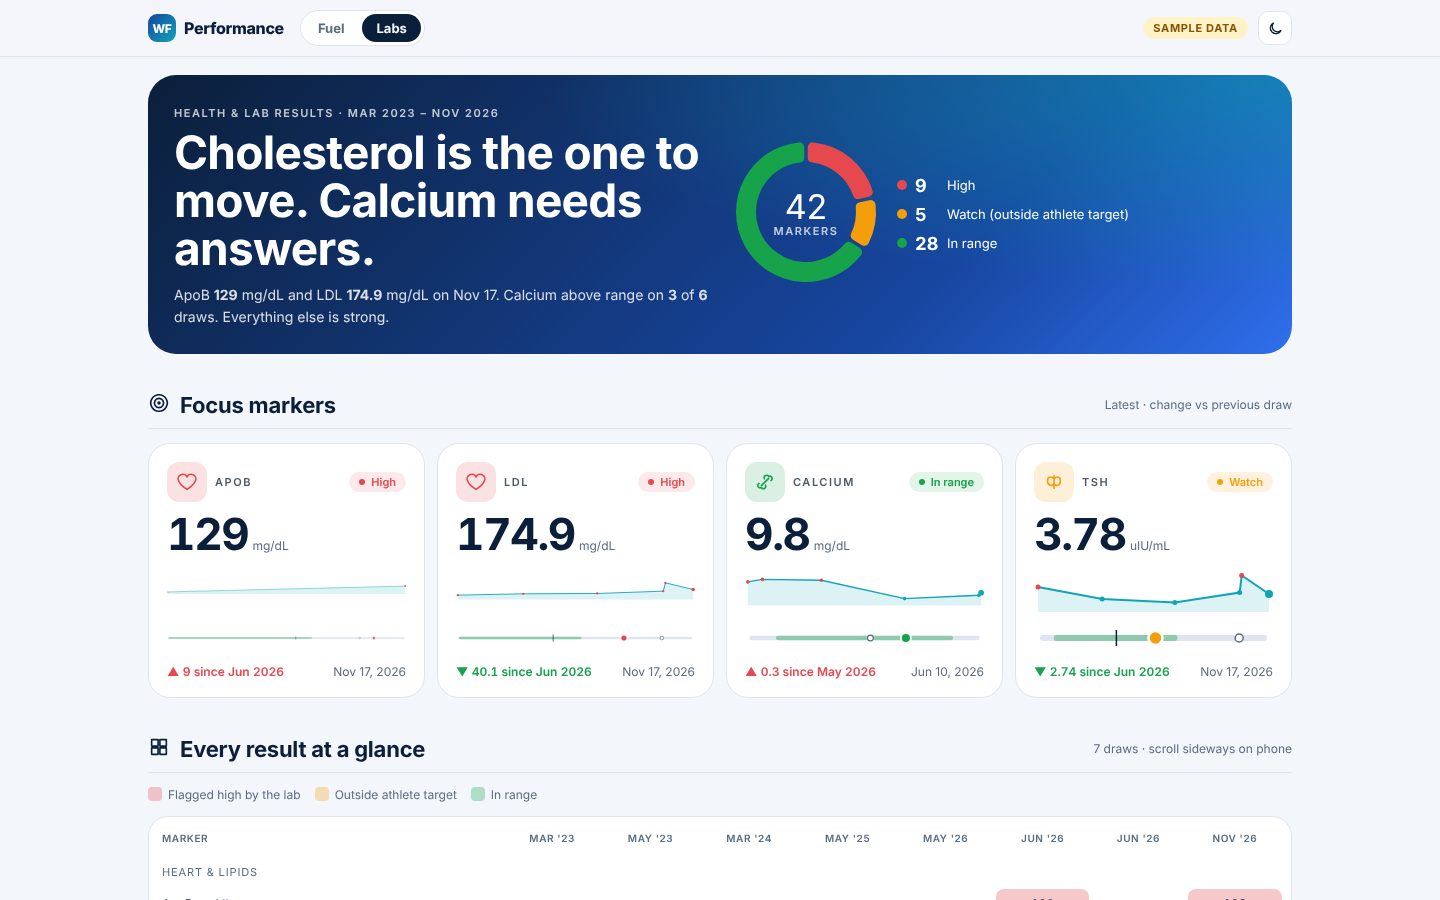 WF Performance Fuel Labs SAMPLE DATA
HEALTH & LAB RESULTS · MAR 2023 – NOV 2026
Cholesterol is the one to
move. Calcium needs
answers.
ApoB 129 mg/dL and LDL 174.9 mg/dL on Nov 17. Calcium above range on 3 of 6
draws. Everything else is strong.
42
MARKERS
9 High
5 Watch (outside athlete target)
28 In range
Focus markers
Latest · change vs previous draw
APOB High
129 mg/dL
▲ 9 since Jun 2026 Nov 17, 2026
LDL High
174.9 mg/dL
▼ 40.1 since Jun 2026 Nov 17, 2026
CALCIUM In range
9.8 mg/dL
▲ 0.3 since May 2026 Jun 10, 2026
TSH Watch
3.78 uIU/mL
▼ 2.74 since Jun 2026 Nov 17, 2026
Every result at a glance
7 draws · scroll sideways on phone
Flagged high by the lab Outside athlete target In range
MARKER MAR '23 MAY '23 MAR '24 MAY '25 MAY '26 JUN '26 JUN '26 NOV '26
HEART & LIPIDS